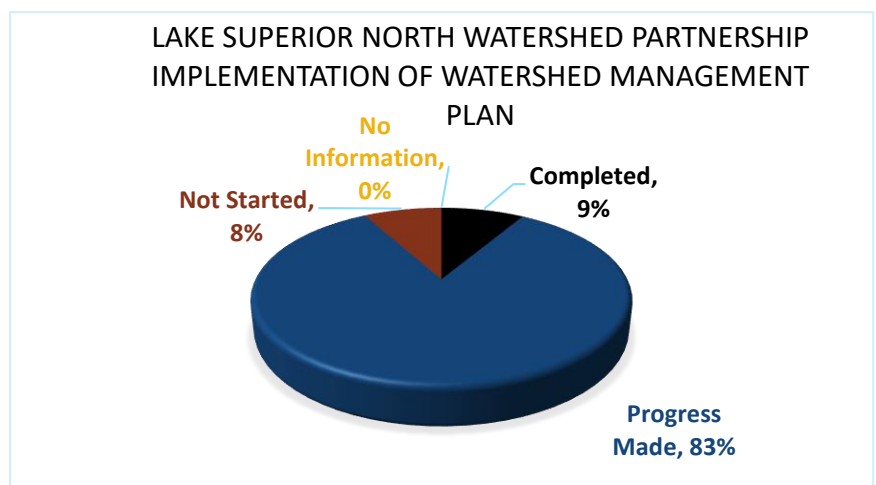 LAKE SUPERIOR NORTH WATERSHED PARTNERSHIP
IMPLEMENTATION OF WATERSHED MANAGEMENT
PLAN
No
Information,
0%
Completed,
9%
Not Started,
8%
Progress
Made, 83%